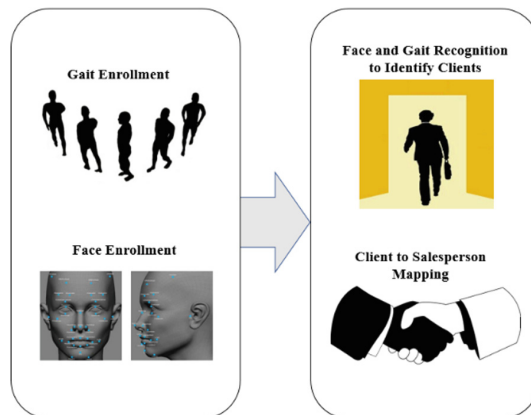 Gait Enrollment
Face Enrollment
Face and Gait Recognition
to Identify Clients
Client to Salesperson
Mapping